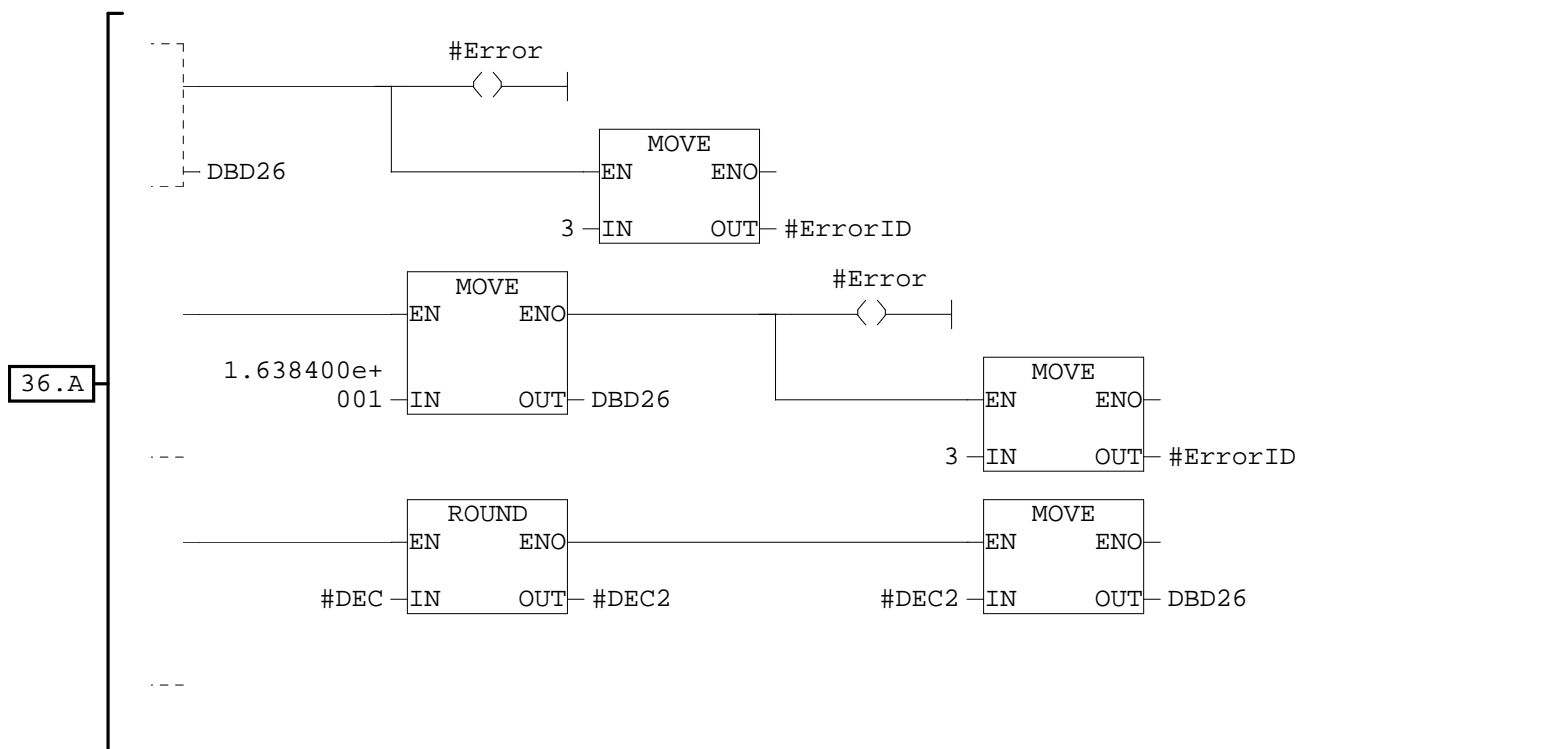 #Error
MOVE
DBD26 EN ENO
3 IN OUT #ErrorID
MOVE #Error
EN ENO
36.A 1.638400e+ MOVE
001 IN OUT DBD26 EN ENO
3 IN OUT #ErrorID
ROUND MOVE
EN ENO EN ENO
#DEC IN OUT #DEC2 #DEC2 IN OUT DBD26